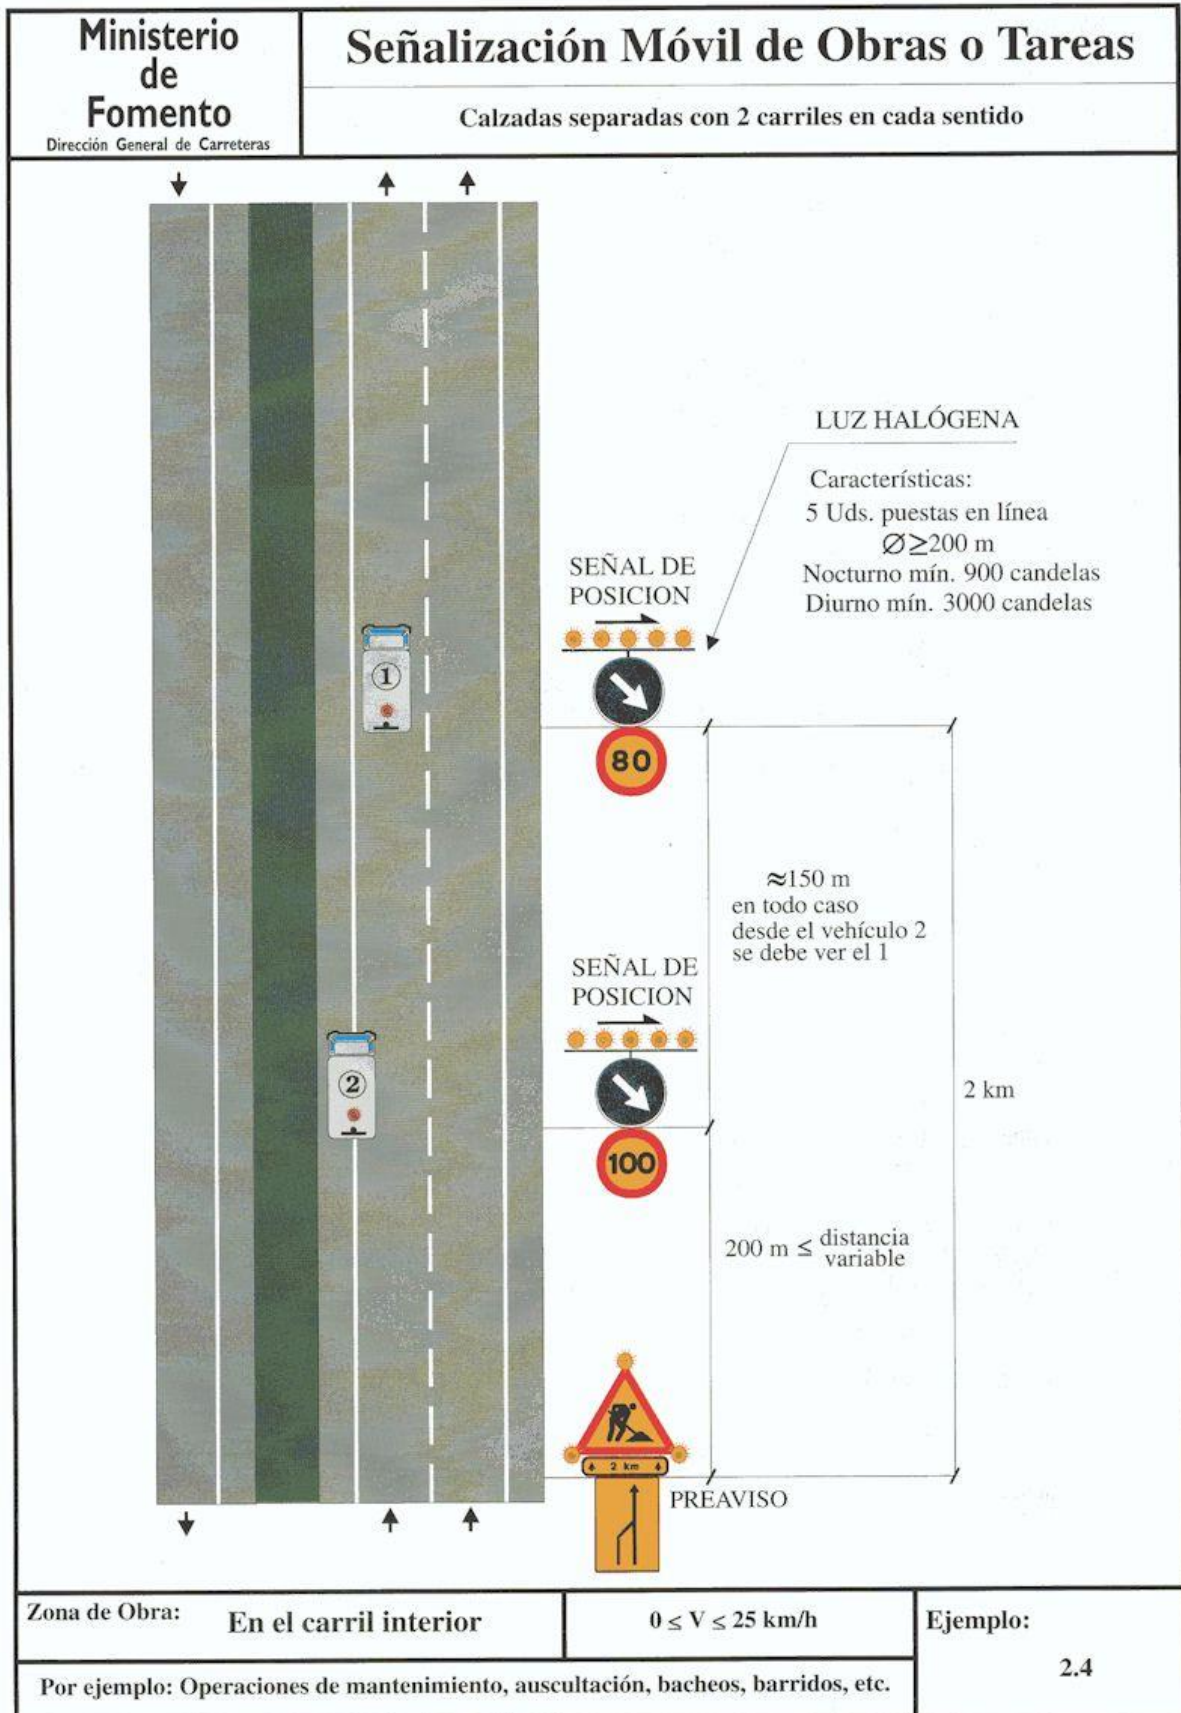 Ministerio
de
Fomento
Dirección General de Carreteras
Señalización Móvil de Obras o Tareas
Calzadas separadas con 2 carriles en cada sentido
LUZ HALÓGENA
Características:
5 Uds. puestas en línea
Ø≥200 m
Nocturno mín. 900 candelas
Diurno mín. 3000 candelas
SEÑAL DE
POSICION
1
80
≈150 m
en todo caso
desde el vehículo 2
se debe ver el 1
SEÑAL DE
POSICION
2
100
2 km
200 m ≤ distancia
variable
2 km
PREAVISO
Zona de Obra: En el carril interior
0 ≤ V ≤ 25 km/h
Ejemplo:
2.4
Por ejemplo: Operaciones de mantenimiento, auscultación, bacheos, barridos, etc.